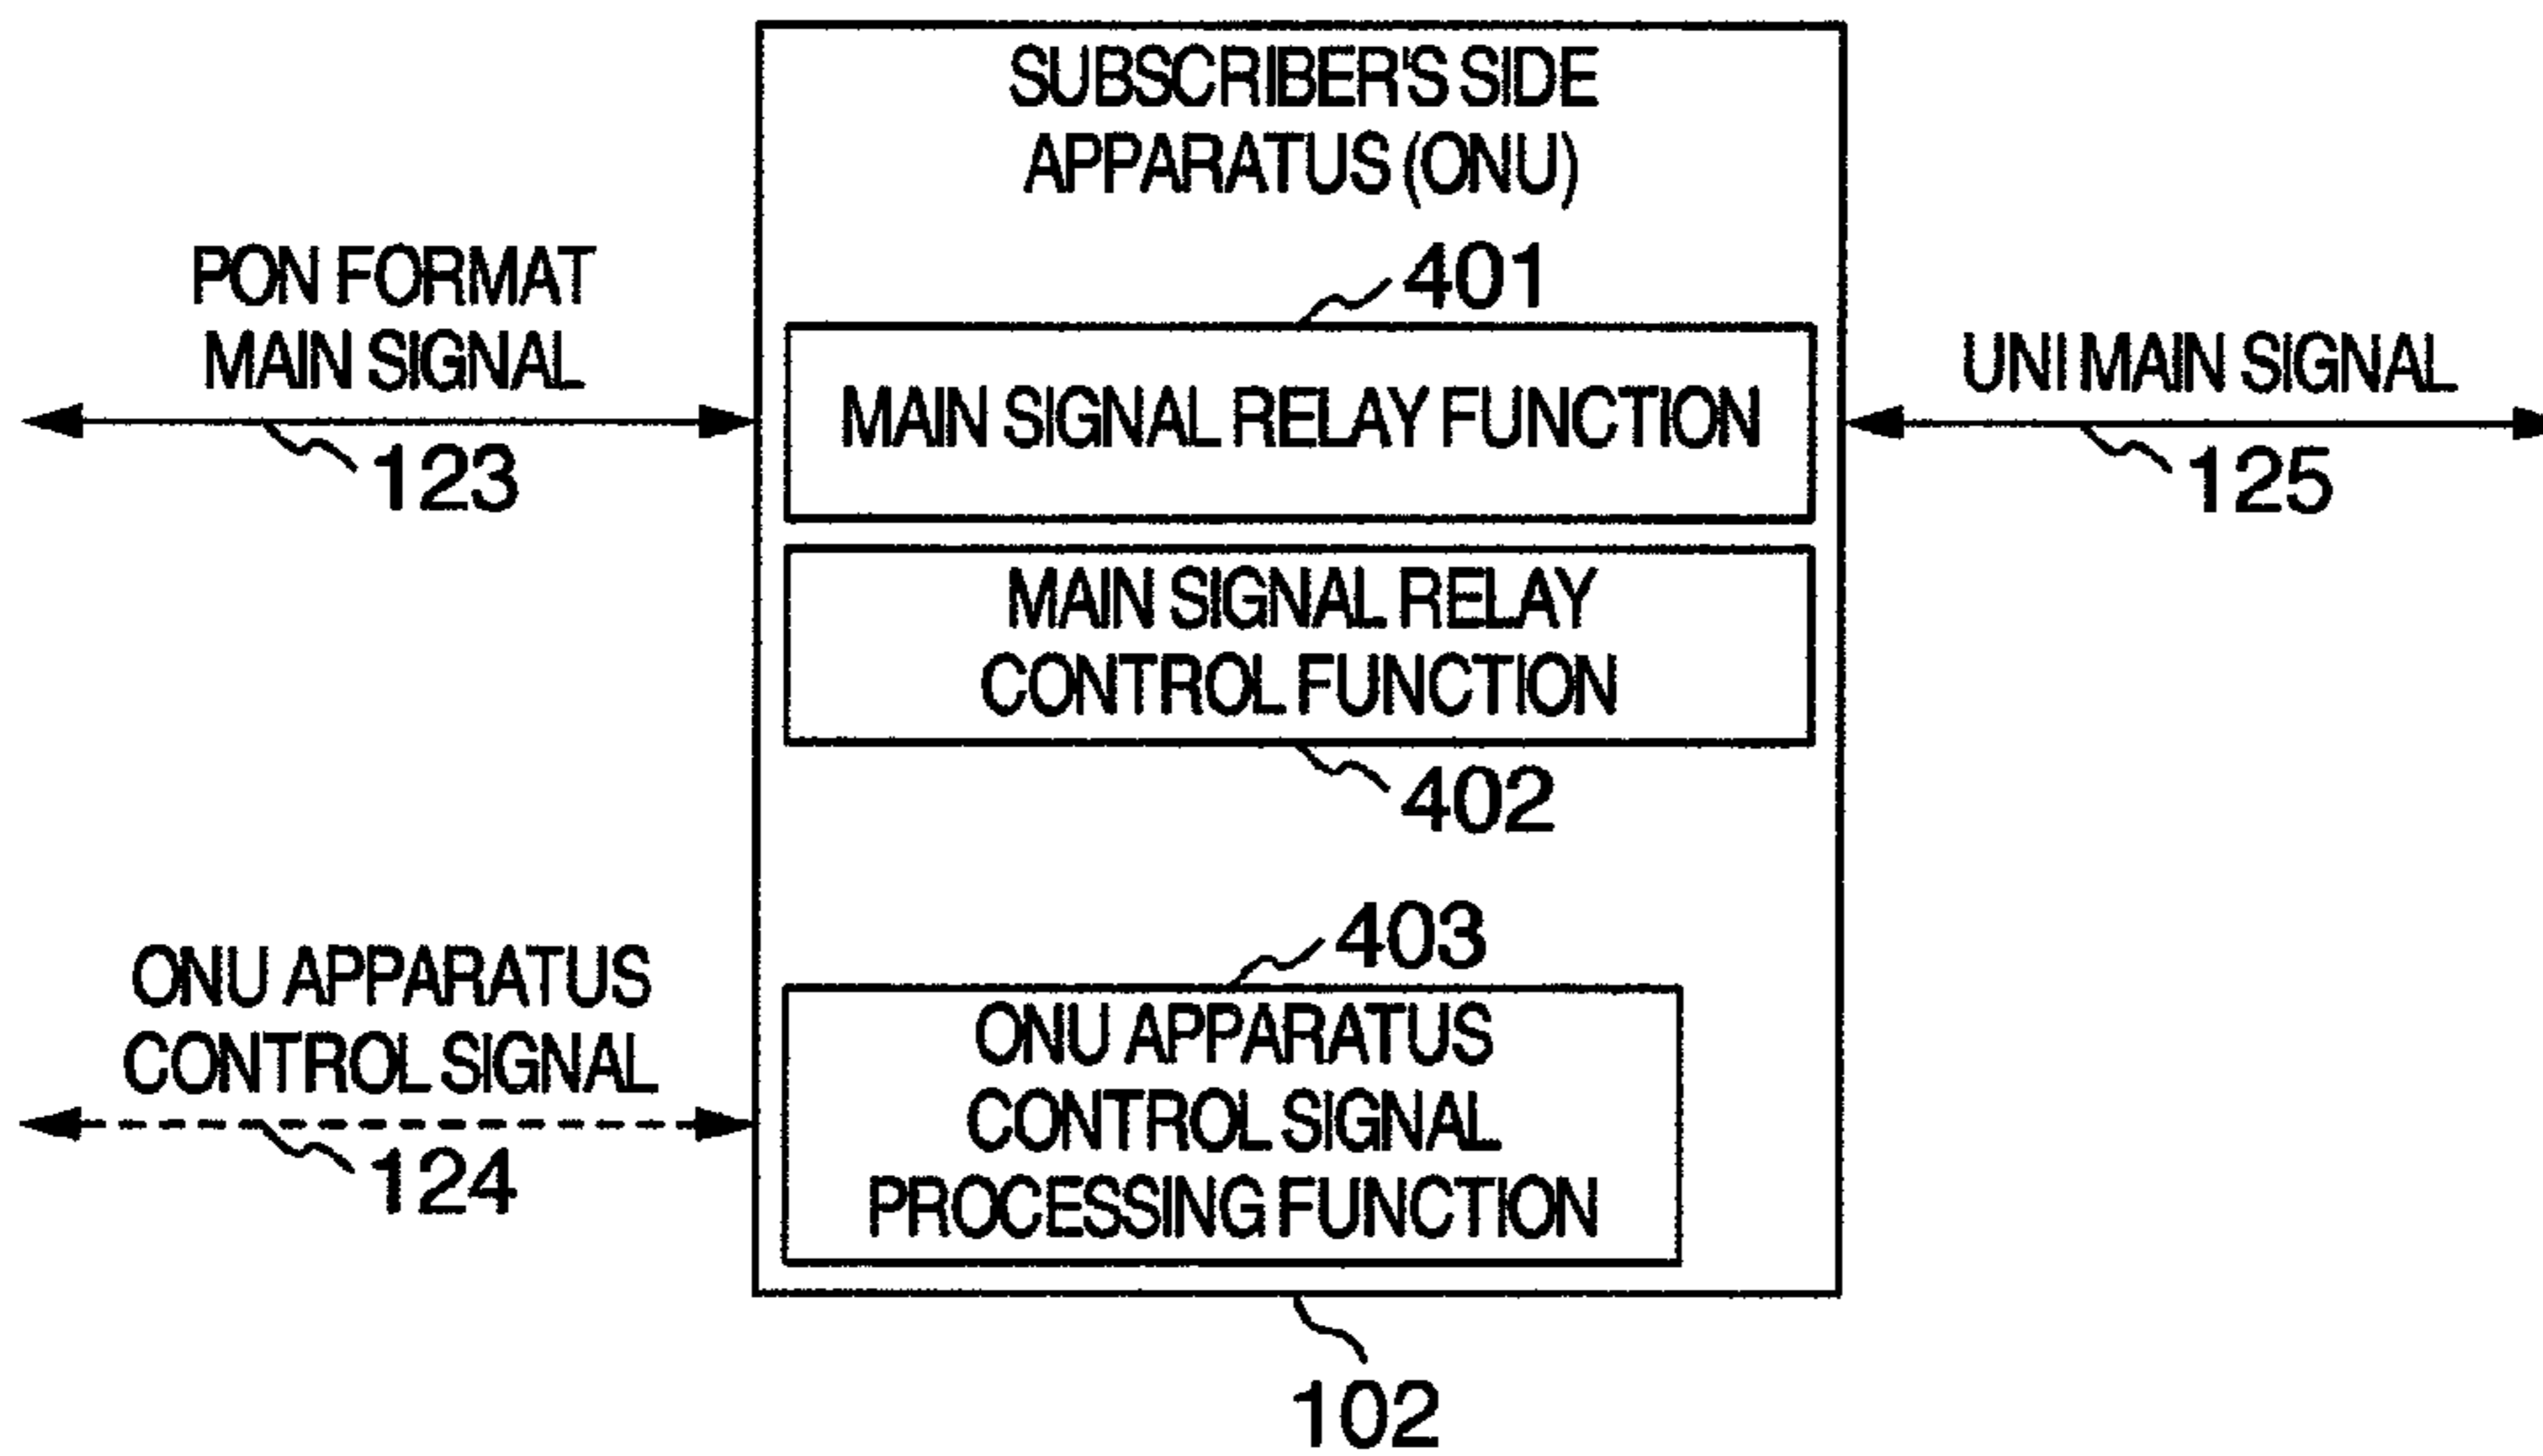 SUBSCRIBER'S SIDE
APPARATUS (ONU)
401
PON FORMAT
MAIN SIGNAL
123
MAIN SIGNAL RELAY FUNCTION
UNI MAIN SIGNAL
125
MAIN SIGNAL RELAY
CONTROL FUNCTION
402
403
ONU APPARATUS
CONTROL SIGNAL
124
ONU APPARATUS
CONTROL SIGNAL
PROCESSING FUNCTION
102